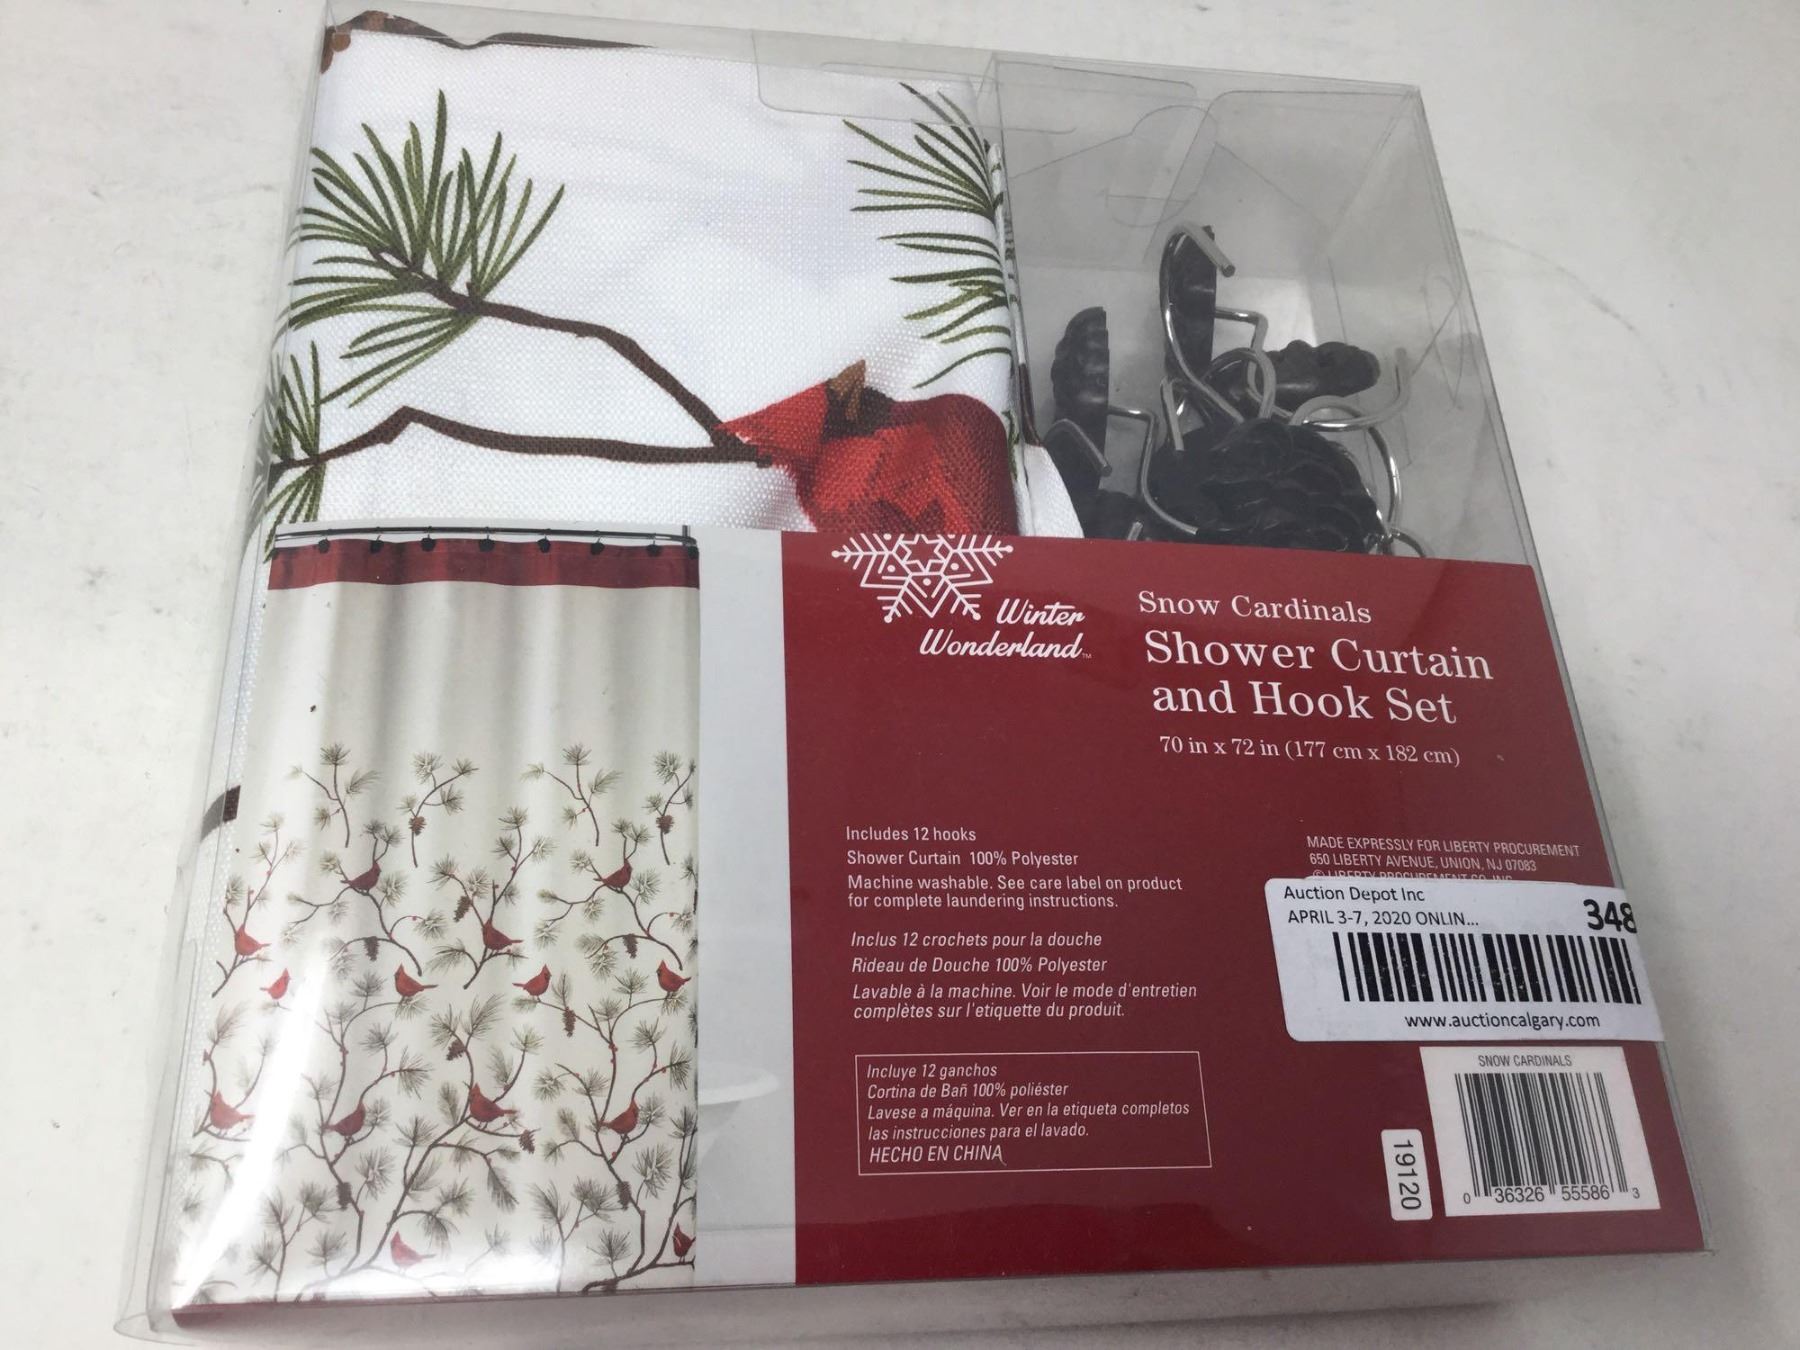 Winter
Wonderland™
Snow Cardinals
Shower Curtain
and Hook Set
70 in x 72 in (177 cm x 182 cm)
Includes 12 hooks
Shower Curtain 100% Polyester
Machine washable. See care label on product
for complete laundering instructions.
Inclus 12 crochets pour la douche
Rideau de Douche 100% Polyester
Lavable à la machine. Voir le mode d'entretien
complètes sur l'etiquette du produit.
Incluye 12 ganchos
Cortina de Bañ 100% poliéster
Lavese a máquina. Ver en la etiqueta completos
las instrucciones para el lavado.
HECHO EN CHINA
MADE EXPRESSLY FOR LIBERTY PROCUREMENT
650 LIBERTY AVENUE, UNION, NJ 07083
© LIBERTY PROCUREMENT CO. INC.
Auction Depot Inc
APRIL 3-7, 2020 ONLIN...
348
www.auctioncalgary.com
SNOW CARDINALS
0 36326 55586 3
19120